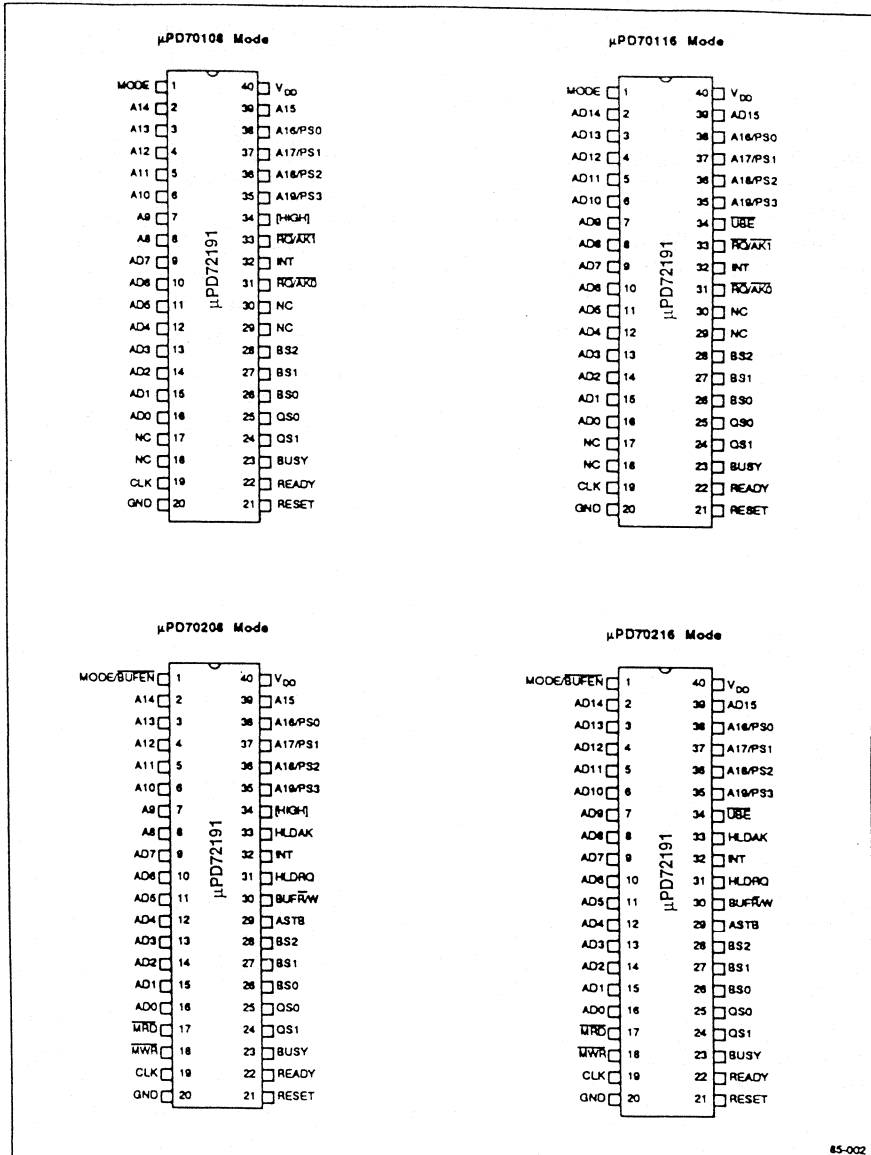 μPD70108 Mode
MODE 1 40 VDD
A14 2 39 A15
A13 3 38 A16/PS0
A12 4 37 A17/PS1
A11 5 36 A18/PS2
A10 6 35 A19/PS3
A9 7 34 [HIGH]
A8 8 33 RQ/AK1
AD7 9 32 INT
AD6 10 31 RQ/AK0
AD5 11 30 NC
AD4 12 29 NC
AD3 13 28 BS2
AD2 14 27 BS1
AD1 15 26 BS0
AD0 16 25 QS0
NC 17 24 QS1
NC 18 23 BUSY
CLK 19 22 READY
GND 20 21 RESET
μPD72191
μPD70116 Mode
MODE 1 40 VDD
AD14 2 39 AD15
AD13 3 38 A16/PS0
AD12 4 37 A17/PS1
AD11 5 36 A18/PS2
AD10 6 35 A19/PS3
AD9 7 34 UBE
AD8 8 33 RQ/AK1
AD7 9 32 INT
AD6 10 31 RQ/AK0
AD5 11 30 NC
AD4 12 29 NC
AD3 13 28 BS2
AD2 14 27 BS1
AD1 15 26 BS0
AD0 16 25 QS0
NC 17 24 QS1
NC 18 23 BUSY
CLK 19 22 READY
GND 20 21 RESET
μPD72191
μPD70208 Mode
MODE/BUFEN 1 40 VDD
A14 2 39 A15
A13 3 38 A16/PS0
A12 4 37 A17/PS1
A11 5 36 A18/PS2
A10 6 35 A19/PS3
A9 7 34 [HIGH]
A8 8 33 HLDAK
AD7 9 32 INT
AD6 10 31 HLDRQ
AD5 11 30 BUFR/W
AD4 12 29 ASTB
AD3 13 28 BS2
AD2 14 27 BS1
AD1 15 26 BS0
AD0 16 25 QS0
MRD 17 24 QS1
MWR 18 23 BUSY
CLK 19 22 READY
GND 20 21 RESET
μPD72191
μPD70216 Mode
MODE/BUFEN 1 40 VDD
AD14 2 39 AD15
AD13 3 38 A16/PS0
AD12 4 37 A17/PS1
AD11 5 36 A18/PS2
AD10 6 35 A19/PS3
AD9 7 34 UBE
AD8 8 33 HLDAK
AD7 9 32 INT
AD6 10 31 HLDRQ
AD5 11 30 BUFR/W
AD4 12 29 ASTB
AD3 13 28 BS2
AD2 14 27 BS1
AD1 15 26 BS0
AD0 16 25 QS0
MRD 17 24 QS1
MWR 18 23 BUSY
CLK 19 22 READY
GND 20 21 RESET
μPD72191
85-002